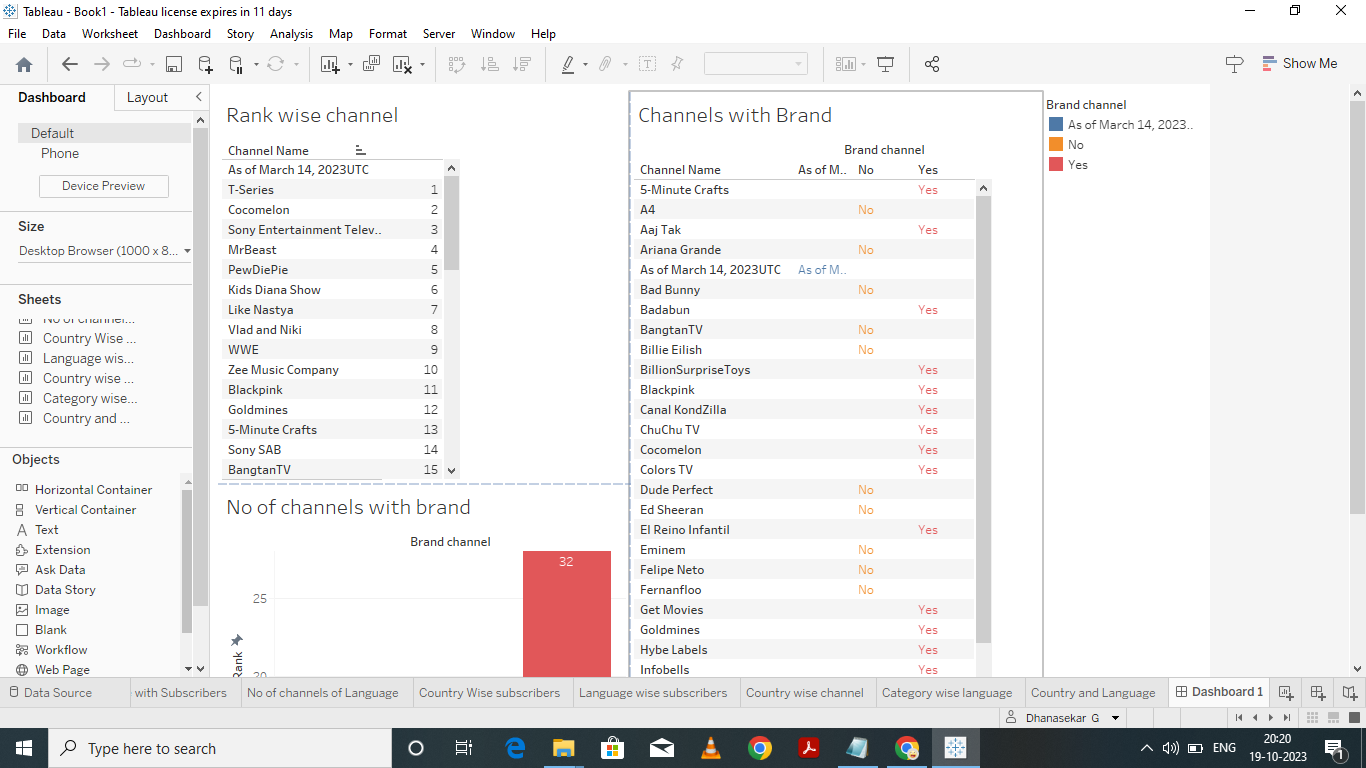 Tableau - Book1 - Tableau license expires in 11 days
File Data Worksheet Dashboard Story Analysis Map Format Server Window Help
Show Me
Dashboard Layout
Default
Phone
Device Preview
Size
Desktop Browser (1000 x 8...
Sheets
No of channel...
Country Wise ...
Language wis...
Country wise ...
Category wise...
Country and ...
Objects
Horizontal Container
Vertical Container
Text
Extension
Ask Data
Data Story
Image
Blank
Workflow
Web Page
Rank wise channel
Channel Name
As of March 14, 2023UTC
T-Series 1
Cocomelon 2
Sony Entertainment Telev.. 3
MrBeast 4
PewDiePie 5
Kids Diana Show 6
Like Nastya 7
Vlad and Niki 8
WWE 9
Zee Music Company 10
Blackpink 11
Goldmines 12
5-Minute Crafts 13
Sony SAB 14
BangtanTV 15
No of channels with brand
Brand channel
32
25
20
Rank
Channels with Brand
Brand channel
Channel Name As of M.. No Yes
5-Minute Crafts Yes
A4 No
Aaj Tak Yes
Ariana Grande No
As of March 14, 2023UTC As of M..
Bad Bunny No
Badabun Yes
BangtanTV No
Billie Eilish No
BillionSurpriseToys Yes
Blackpink Yes
Canal KondZilla Yes
ChuChu TV Yes
Cocomelon Yes
Colors TV Yes
Dude Perfect No
Ed Sheeran No
El Reino Infantil Yes
Eminem No
Felipe Neto No
Fernanfloo No
Get Movies Yes
Goldmines Yes
Hybe Labels Yes
Infobells Yes
Brand channel
As of March 14, 2023..
No
Yes
Data Source with Subscribers No of channels of Language Country Wise subscribers Language wise subscribers Country wise channel Category wise language Country and Language Dashboard 1
Dhanasekar G
Type here to search
ENG
20:20
19-10-2023
1